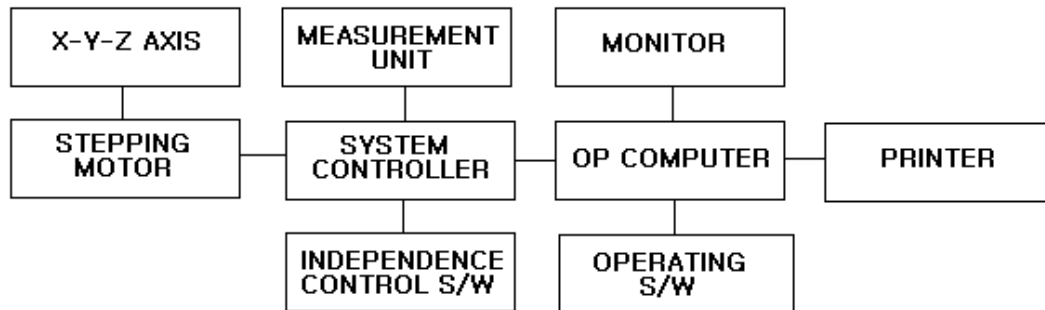 X-Y-Z AXIS
MEASUREMENT
UNIT
MONITOR
STEPPING
MOTOR
SYSTEM
CONTROLLER
OP COMPUTER
PRINTER
INDEPENDENCE
CONTROL S/W
OPERATING
S/W